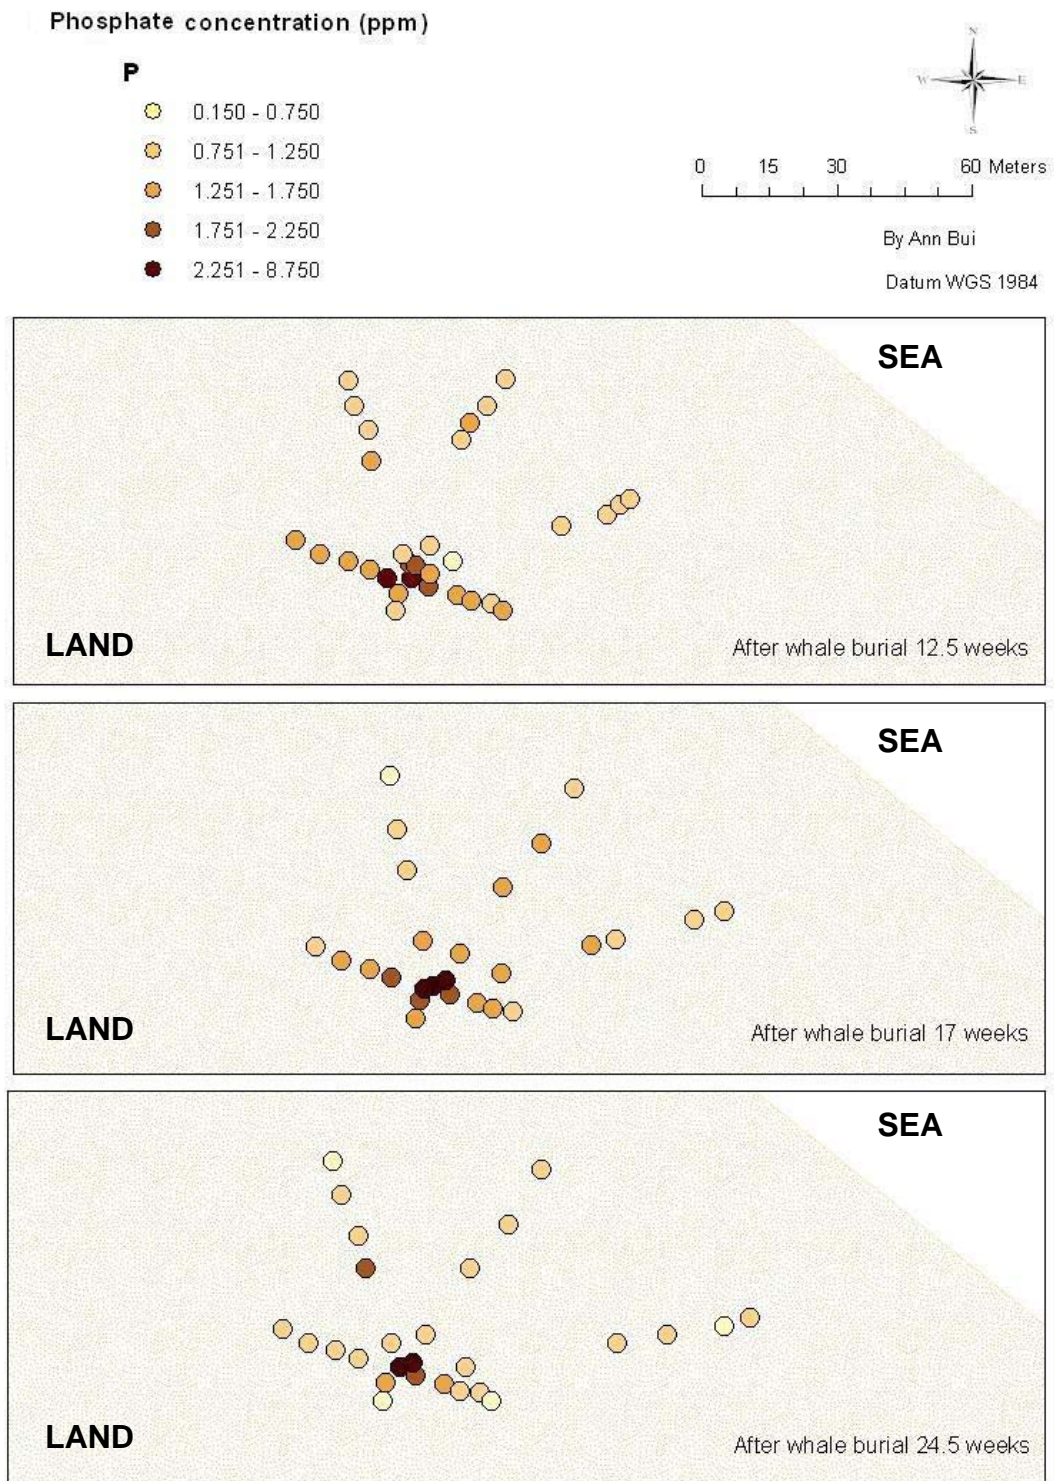 Phosphate concentration (ppm)
P
0.150 - 0.750
0.751 - 1.250
1.251 - 1.750
1.751 - 2.250
2.251 - 8.750
N
W E
S
0 15 30 60 Meters
By Ann Bui
Datum WGS 1984
SEA
LAND
After whale burial 12.5 weeks
SEA
LAND
After whale burial 17 weeks
SEA
LAND
After whale burial 24.5 weeks